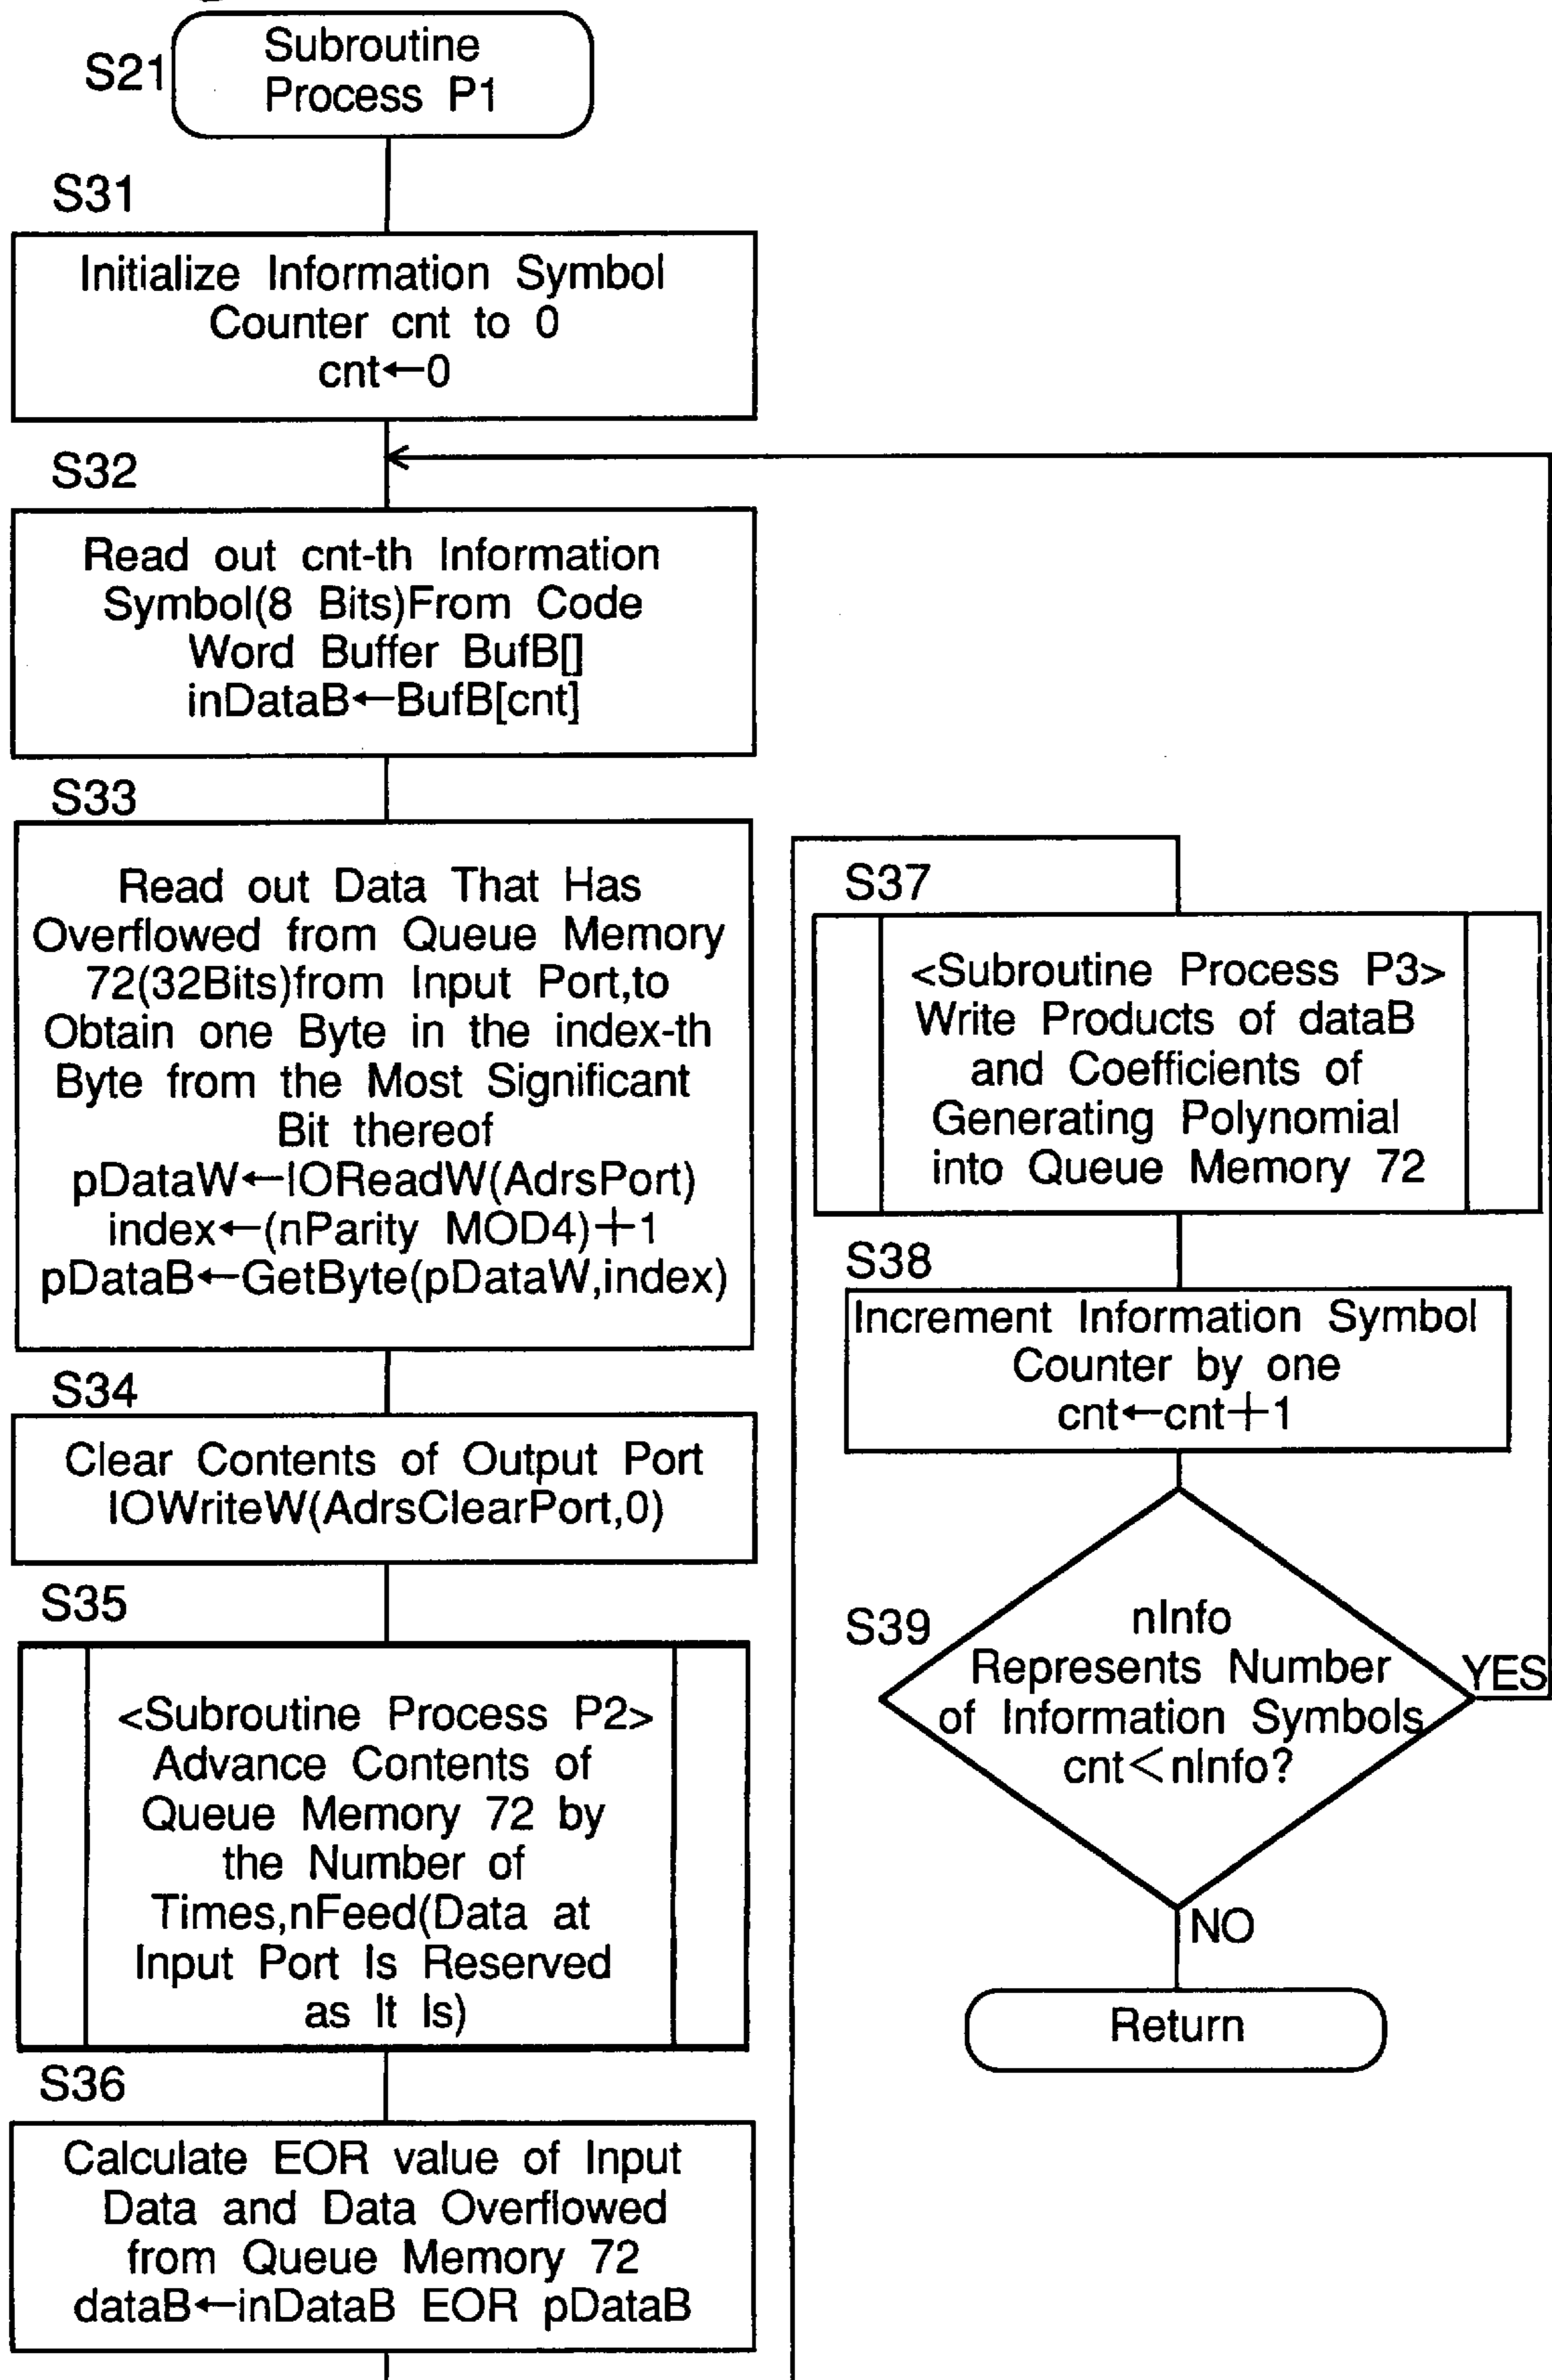 S21
Subroutine
Process P1
S31
Initialize Information Symbol
Counter cnt to 0
cnt←0
S32
Read out cnt-th Information
Symbol(8 Bits)From Code
Word Buffer BufB[]
inDataB←BufB[cnt]
S33
Read out Data That Has
Overflowed from Queue Memory
72(32Bits)from Input Port,to
Obtain one Byte in the index-th
Byte from the Most Significant
Bit thereof
pDataW←IOReadW(AdrsPort)
index←(nParity MOD4)+1
pDataB←GetByte(pDataW,index)
S34
Clear Contents of Output Port
IOWriteW(AdrsClearPort,0)
S35
<Subroutine Process P2>
Advance Contents of
Queue Memory 72 by
the Number of
Times,nFeed(Data at
Input Port Is Reserved
as It Is)
S36
Calculate EOR value of Input
Data and Data Overflowed
from Queue Memory 72
dataB←inDataB EOR pDataB
S37
<Subroutine Process P3>
Write Products of dataB
and Coefficients of
Generating Polynomial
into Queue Memory 72
S38
Increment Information Symbol
Counter by one
cnt←cnt+1
S39
nInfo
Represents Number
of Information Symbols
cnt<nInfo?
YES
NO
Return